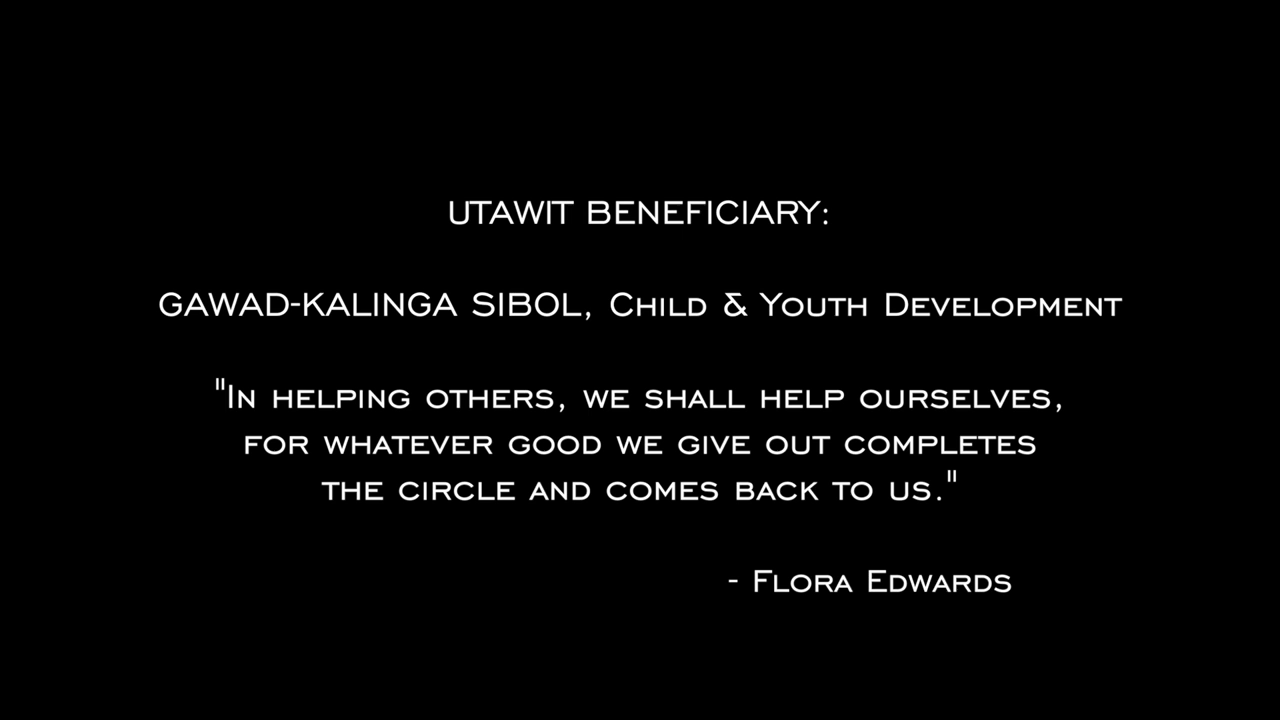 UTAWIT BENEFICIARY:
GAWAD-KALINGA SIBOL, Child & Youth Development
"In helping others, we shall help ourselves,
for whatever good we give out completes
the circle and comes back to us."
- Flora Edwards